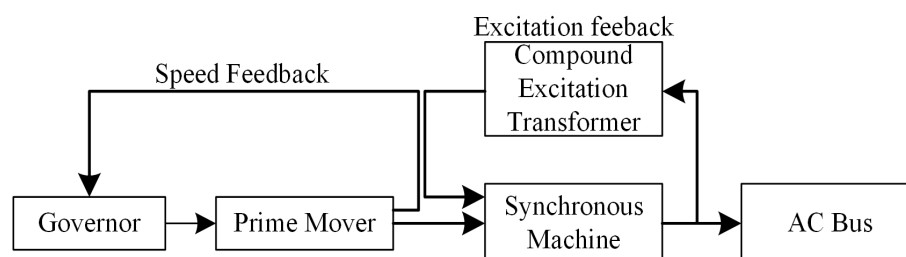 Excitation feeback
Compound
Excitation
Transformer
Speed Feedback
Governor
Prime Mover
Synchronous
Machine
AC Bus